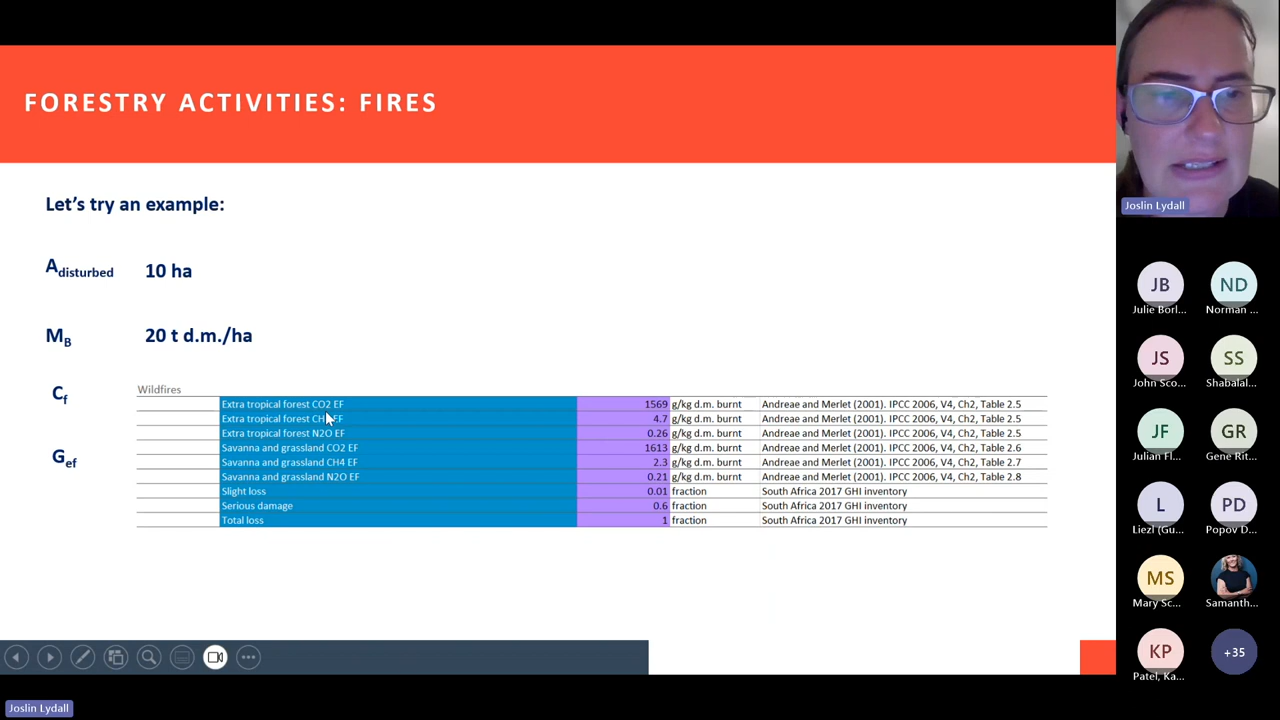 FORESTRY ACTIVITIES: FIRES
Let's try an example:
Adisturbed 10 ha
MB 20 t d.m./ha
Cf
Gef
Wildfires
Extra tropical forest CO2 EF 1569 g/kg d.m. burnt Andreae and Merlet (2001). IPCC 2006, V4, Ch2, Table 2.5
Extra tropical forest EF 4.7 g/kg d.m. burnt Andreae and Merlet (2001). IPCC 2006, V4, Ch2, Table 2.5
Extra tropical forest N2O EF 0.26 g/kg d.m. burnt Andreae and Merlet (2001). IPCC 2006, V4, Ch2, Table 2.5
Savanna and grassland CO2 EF 1613 g/kg d.m. burnt Andreae and Merlet (2001). IPCC 2006, V4, Ch2, Table 2.6
Savanna and grassland CH4 EF 2.3 g/kg d.m. burnt Andreae and Merlet (2001). IPCC 2006, V4, Ch2, Table 2.7
Savanna and grassland N2O EF 0.21 g/kg d.m. burnt Andreae and Merlet (2001). IPCC 2006, V4, Ch2, Table 2.8
Slight loss 0.01 fraction South Africa 2017 GHI inventory
Serious damage 0.6 fraction South Africa 2017 GHI inventory
Total loss 1 fraction South Africa 2017 GHI inventory
Joslin Lydall
Joslin Lydall
JB ND
Julie Borl... Norman ...
JS SS
John Sco... Shabalal...
JF GR
Julian Fl... Gene Rit...
L PD
Liezl (Gu... Popov D...
MS
Mary Sc... Samanth...
KP +35
Patel, Ka...